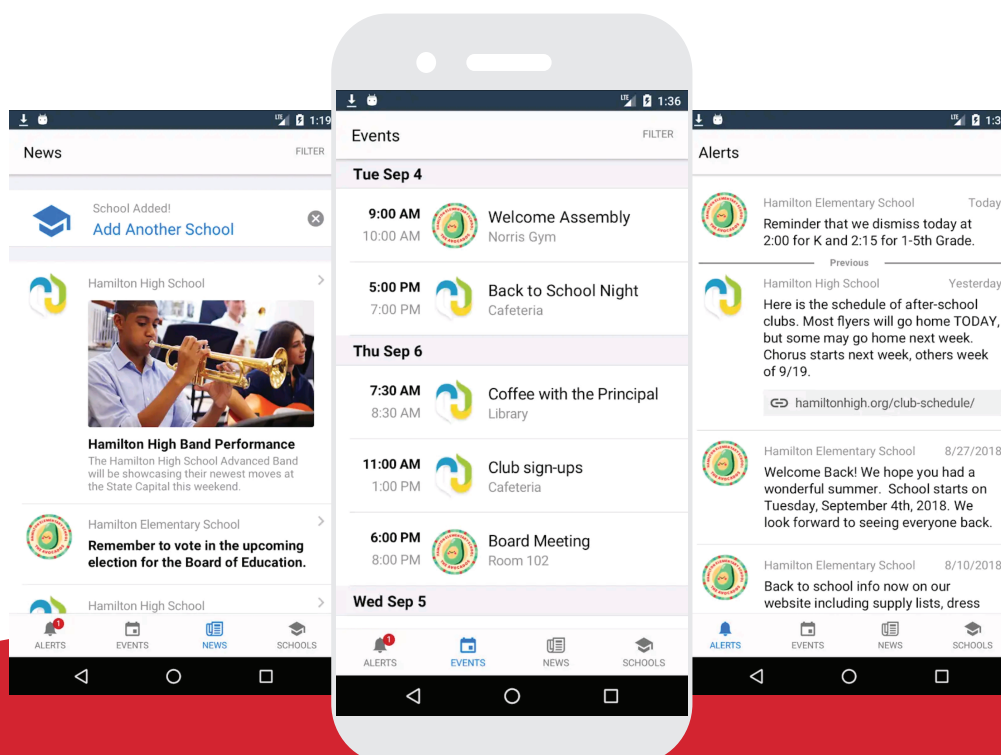 LTE 1:19
News
FILTER
School Added!
Add Another School
Hamilton High School
Hamilton High Band Performance
The Hamilton High School Advanced Band
will be showcasing their newest moves at
the State Capital this weekend.
Hamilton Elementary School
Remember to vote in the upcoming
election for the Board of Education.
Hamilton High School
1
ALERTS
EVENTS
NEWS
SCHOOLS
LTE 1:36
Events
FILTER
Tue Sep 4
9:00 AM Welcome Assembly
10:00 AM Norris Gym
5:00 PM Back to School Night
7:00 PM Cafeteria
Thu Sep 6
7:30 AM Coffee with the Principal
8:30 AM Library
11:00 AM Club sign-ups
1:00 PM Cafeteria
6:00 PM Board Meeting
8:00 PM Room 102
Wed Sep 5
1
ALERTS
EVENTS
NEWS
SCHOOLS
LTE 1:3
Alerts
Hamilton Elementary School Today
Reminder that we dismiss today at
2:00 for K and 2:15 for 1-5th Grade.
Previous
Hamilton High School Yesterday
Here is the schedule of after-school
clubs. Most flyers will go home TODAY,
but some may go home next week.
Chorus starts next week, others week
of 9/19.
hamiltonhigh.org/club-schedule/
Hamilton Elementary School 8/27/2018
Welcome Back! We hope you had a
wonderful summer. School starts on
Tuesday, September 4th, 2018. We
look forward to seeing everyone back.
Hamilton Elementary School 8/10/2018
Back to school info now on our
website including supply lists, dress
ALERTS
EVENTS
NEWS
SCHOOLS